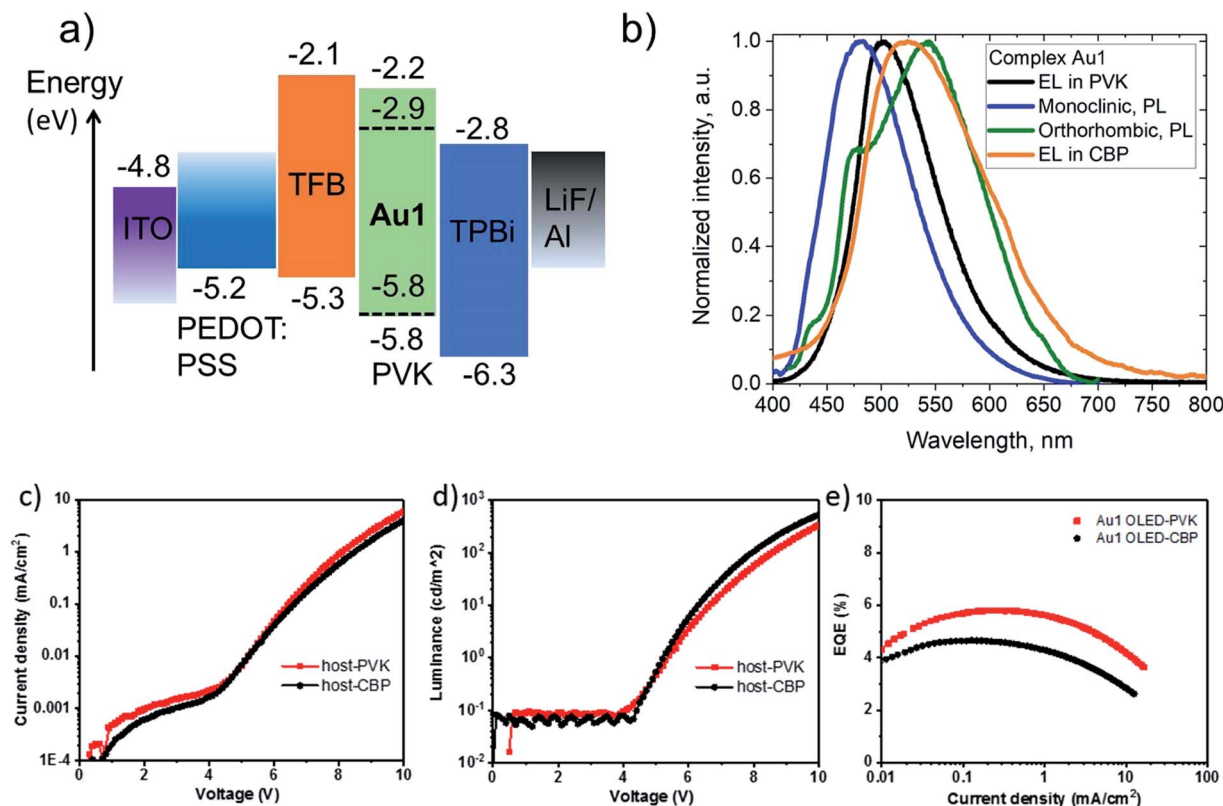 a)
Energy
(eV)
-4.8
ITO
-5.2
PEDOT:
PSS
-2.1
TFB
-5.3
-2.2
-2.9
Au1
-5.8
-5.8
PVK
-2.8
TPBi
-6.3
LiF/
Al
b)
Normalized intensity, a.u.
1.0
0.8
0.6
0.4
0.2
0.0
400 450 500 550 600 650 700 750 800
Wavelength, nm
Complex Au1
EL in PVK
Monoclinic, PL
Orthorhombic, PL
EL in CBP
c)
Current density (mA/cm²)
10
1
0.1
0.01
0.001
1E-4
0 2 4 6 8 10
Voltage (V)
host-PVK
host-CBP
d)
Luminance (cd/m^2)
10³
10²
10¹
10⁰
10⁻¹
10⁻²
0 2 4 6 8 10
Voltage (V)
host-PVK
host-CBP
e)
EQE (%)
10
8
6
4
2
0
0.01 0.1 1 10 100
Current density (mA/cm²)
Au1 OLED-PVK
Au1 OLED-CBP